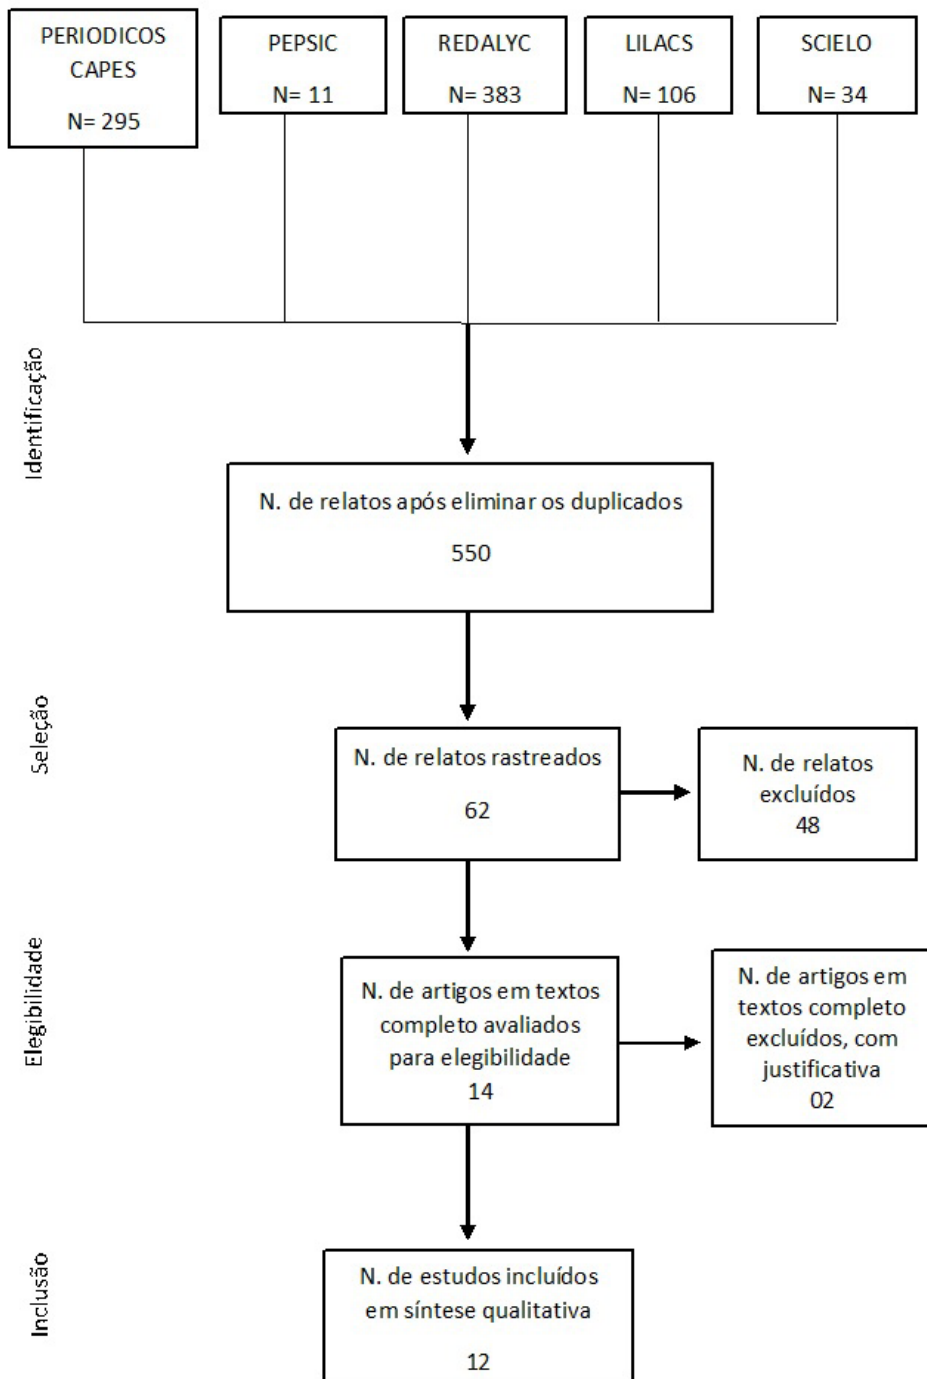 PERIODICOS
CAPES
N= 295
PEPSIC
N= 11
REDALYC
N= 383
LILACS
N= 106
SCIELO
N= 34
Identificação
N. de relatos após eliminar os duplicados
550
Seleção
N. de relatos rastreados
62
N. de relatos
excluídos
48
Elegibilidade
N. de artigos em textos
completo avaliados
para elegibilidade
14
N. de artigos em
textos completo
excluídos, com
justificativa
02
Inclusão
N. de estudos incluídos
em síntese qualitativa
12